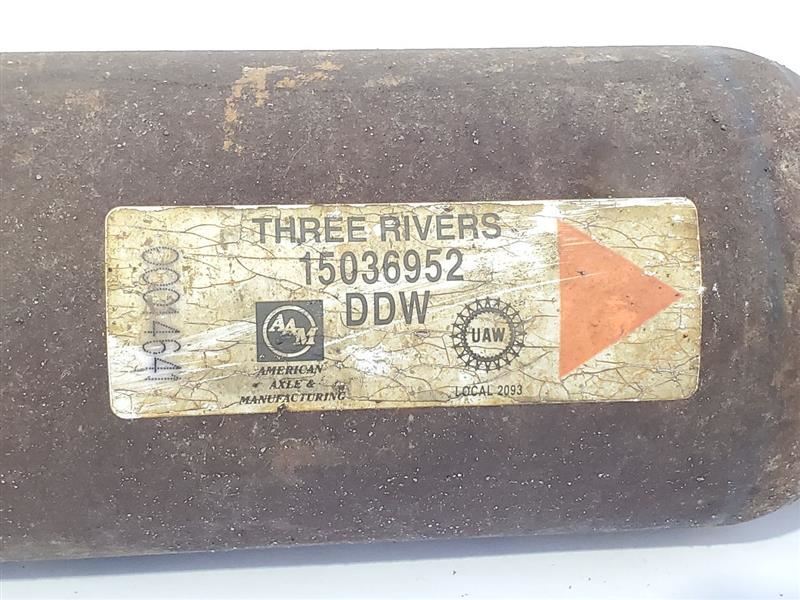 THREE RIVERS
15036952
DDW
AAM
AMERICAN
AXLE &
MANUFACTURING
UAW
LOCAL 2093